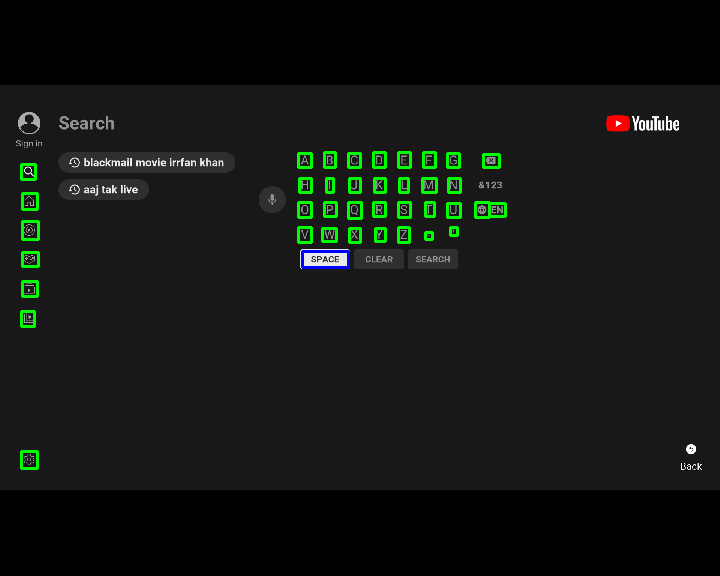 Search
YouTube
Sign in
blackmail movie irrfan khan
aaj tak live
A B C D E F G
H I J K L M N &123
O P Q R S T U EN
V W X Y Z
SPACE CLEAR SEARCH
Back